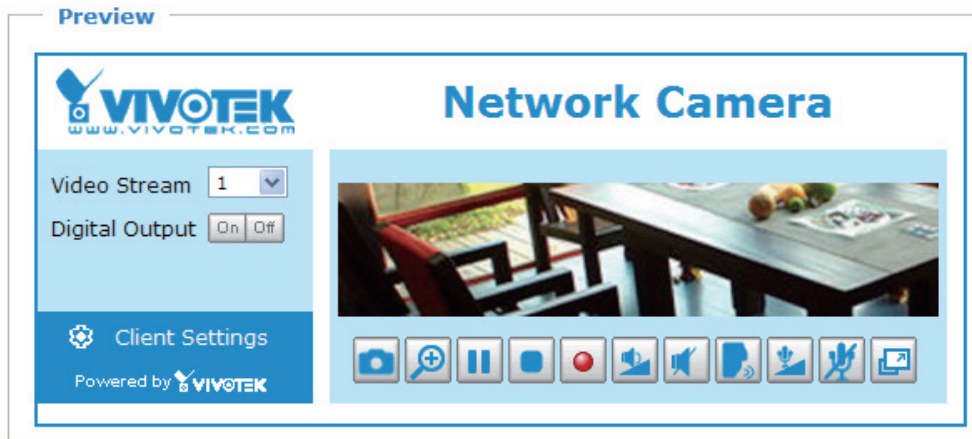 Preview
VIVOTEK
www.vivotek.com
Network Camera
Video Stream 1
Digital Output On Off
Client Settings
Powered by VIVOTEK